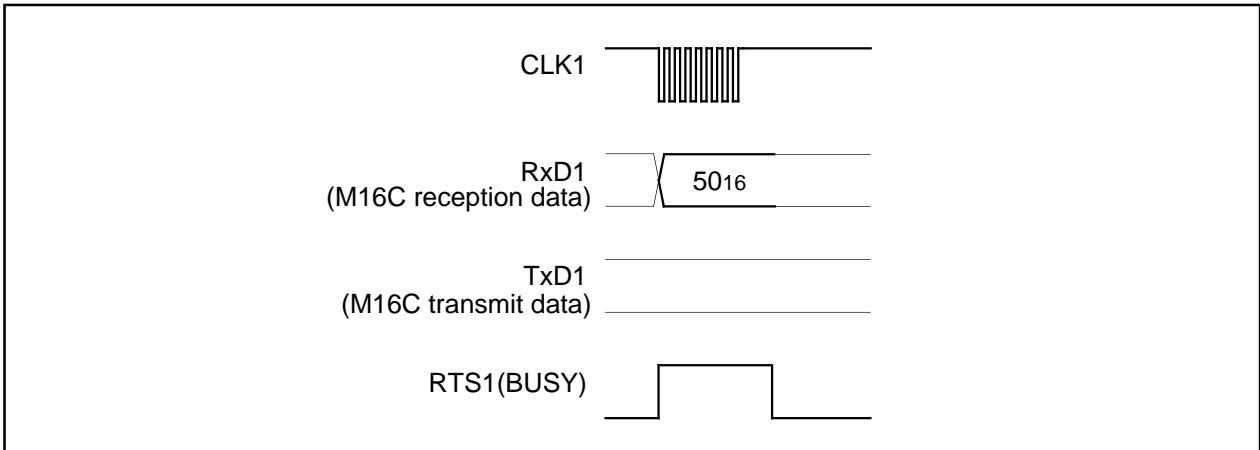 CLK1
RxD1
(M16C reception data)
5016
TxD1
(M16C transmit data)
RTS1(BUSY)